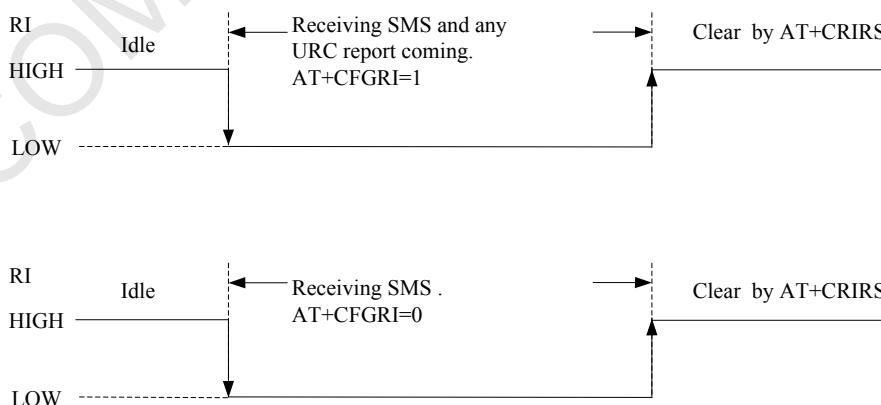 RI
Idle
Receiving SMS and any
URC report coming.
AT+CFGRI=1
Clear by AT+CRIRS
HIGH
LOW
RI
Idle
Receiving SMS .
AT+CFGRI=0
Clear by AT+CRIRS
HIGH
LOW